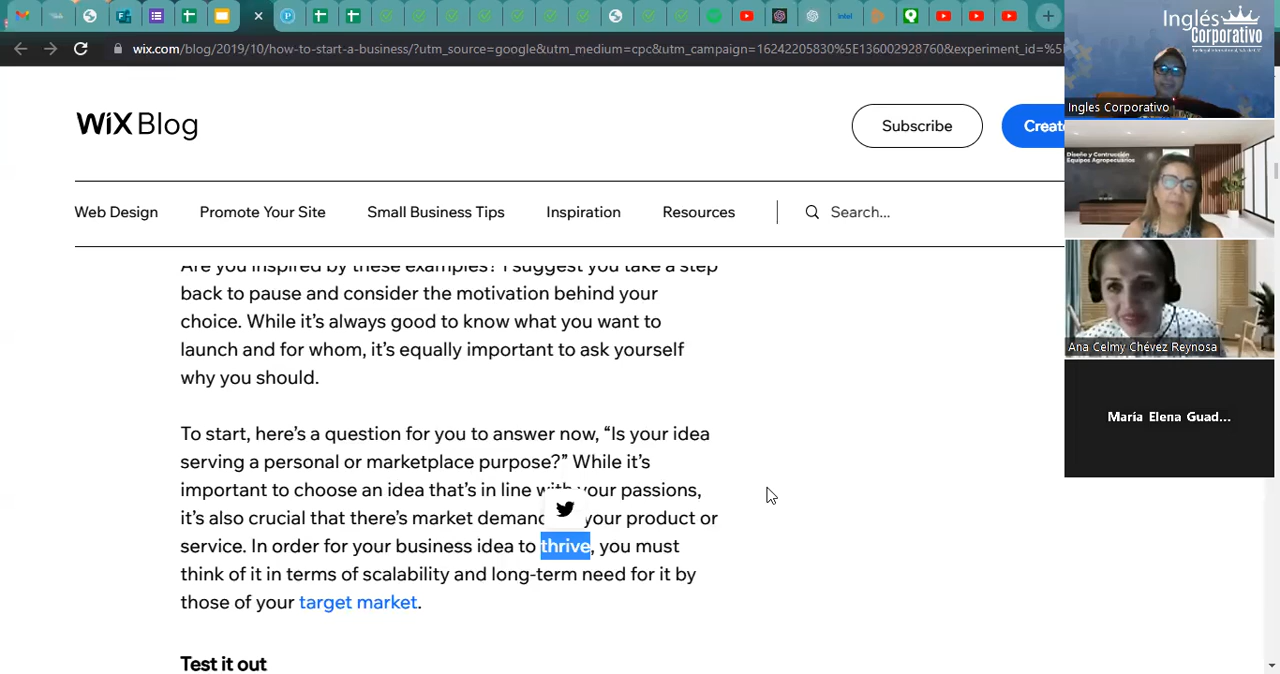 wix.com/blog/2019/10/how-to-start-a-business/?utm_source=google&utm_medium=cpc&utm_campaign=16242205830%5E136002928760&experiment_id=%5
Inglés
Corporativo
Ingles Corporativo
WIX Blog
Subscribe
Create
Diseño y Contrucción
Equipos Agropecuarios
Web Design
Promote Your Site
Small Business Tips
Inspiration
Resources
Search...
Are you inspired by these examples? I suggest you take a step
back to pause and consider the motivation behind your
choice. While it's always good to know what you want to
launch and for whom, it's equally important to ask yourself
why you should.
Ana Celmy Chévez Reynosa
María Elena Guad...
To start, here's a question for you to answer now, “Is your idea
serving a personal or marketplace purpose?” While it's
important to choose an idea that's in line with your passions,
it's also crucial that there's market demand your product or
service. In order for your business idea to thrive, you must
think of it in terms of scalability and long-term need for it by
those of your target market.
Test it out